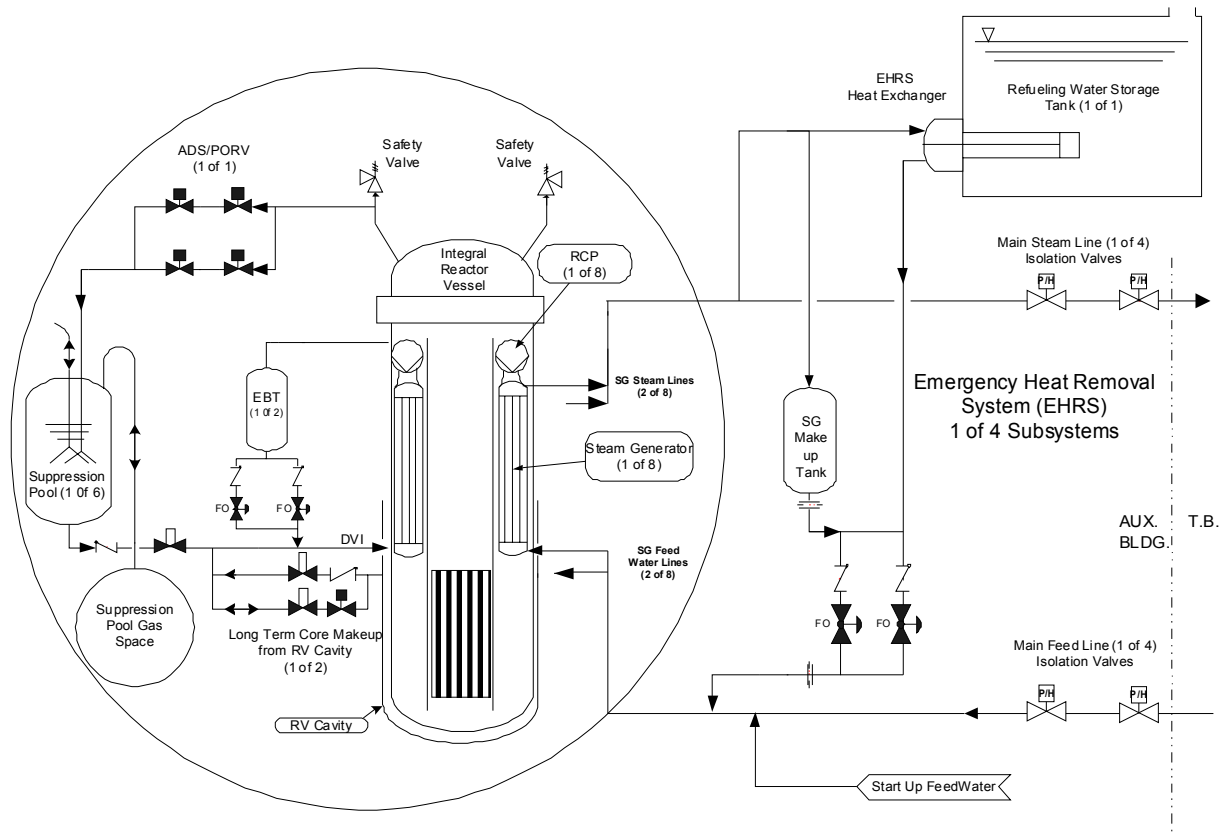 EHRS
Heat Exchanger
Refueling Water Storage
Tank (1 of 1)
ADS/PORV
(1 of 1)
Safety
Valve
Safety
Valve
Integral
Reactor
Vessel
RCP
(1 of 8)
Main Steam Line (1 of 4)
Isolation Valves
P/H
P/H
SG Steam Lines
(2 of 8)
EBT
(1 0f 2)
Emergency Heat Removal
System (EHRS)
1 of 4 Subsystems
SG
Make
up
Tank
Steam Generator
(1 of 8)
Suppression
Pool (1 0f 6)
FO
FO
DVI
AUX.
BLDG.
T.B.
SG Feed
Water Lines
(2 of 8)
Suppression
Pool Gas
Space
Long Term Core Makeup
from RV Cavity
(1 of 2)
FO
FO
Main Feed Line (1 of 4)
Isolation Valves
P/H
P/H
RV Cavity
Start Up FeedWater